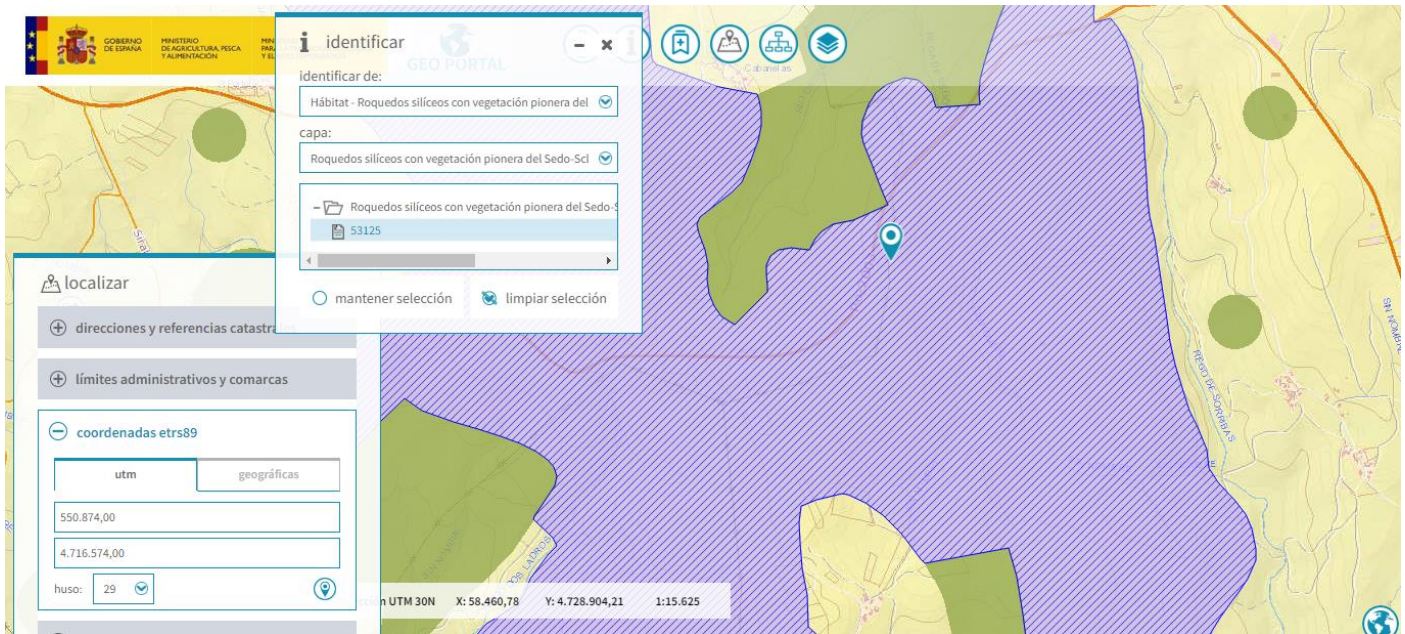 GOBIERNO
DE ESPAÑA
MINISTERIO
DE AGRICULTURA, PESCA
Y ALIMENTACIÓN
GEO PORTAL
Cabanelas
identificar
identificar de:
Hábitat - Roquedos silíceos con vegetación pionera del
capa:
Roquedos silíceos con vegetación pionera del Sedo-Scl
Roquedos silíceos con vegetación pionera del Sedo-S
53125
mantener selección
limpiar selección
localizar
direcciones y referencias catastrales
límites administrativos y comarcas
coordenadas etrs89
utm
geográficas
550.874,00
4.716.574,00
huso:
29
UTM 30N X: 58.460,78 Y: 4.728.904,21 1:15.625
REGO DE SORRIBAS
SN NOMBRE
DOS LADROS